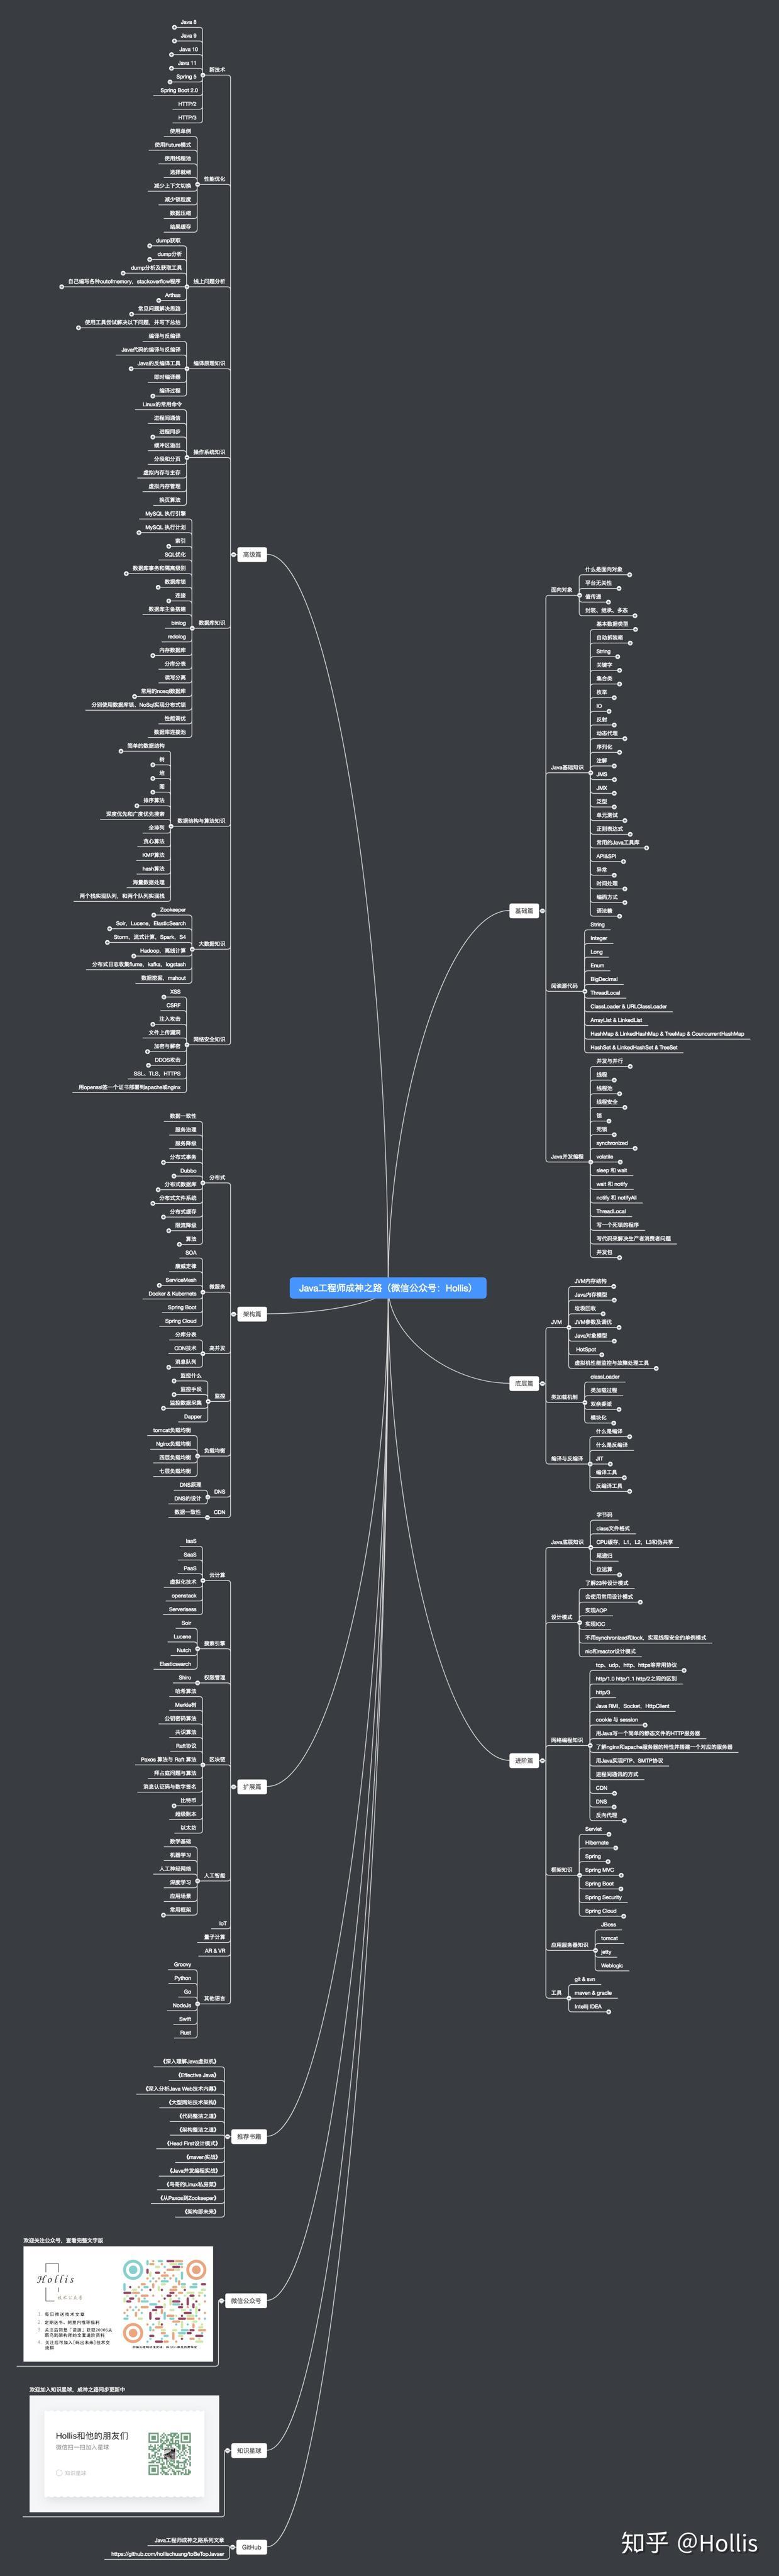 Java工程师成神之路（微信公众号：Hollis）
基础篇
面向对象
什么是面向对象
平台无关性
值传递
封装、继承、多态
Java基础知识
基本数据类型
自动拆装箱
String
关键字
集合类
枚举
IO
反射
动态代理
序列化
注解
JMS
JMX
泛型
单元测试
正则表达式
常用的Java工具库
API&SPI
异常
时间处理
编码方式
语法糖
阅读源代码
String
Integer
Long
Enum
BigDecimal
ThreadLocal
ClassLoader & URLClassLoader
ArrayList & LinkedList
HashMap & LinkedHashMap & TreeMap & CouncurrentHashMap
HashSet & LinkedHashSet & TreeSet
Java并发编程
并发与并行
线程
线程池
线程安全
锁
死锁
synchronized
volatile
sleep 和 wait
wait 和 notify
notify 和 notifyAll
ThreadLocal
写一个死锁的程序
写代码来解决生产者消费者问题
并发包
底层篇
JVM
JVM内存结构
Java内存模型
垃圾回收
JVM参数及调优
Java对象模型
HotSpot
虚拟机性能监控与故障处理工具
类加载机制
classLoader
类加载过程
双亲委派
模块化
编译与反编译
什么是编译
什么是反编译
JIT
编译工具
反编译工具
进阶篇
Java底层知识
字节码
class文件格式
CPU缓存，L1，L2，L3和伪共享
尾递归
位运算
设计模式
了解23种设计模式
会使用常用设计模式
实现AOP
实现IOC
不用synchronized和lock，实现线程安全的单例模式
nio和reactor设计模式
网络编程知识
tcp、udp、http、https等常用协议
http/1.0 http/1.1 http/2之间的区别
http/3
Java RMI，Socket，HttpClient
cookie 与 session
用Java写一个简单的静态文件的HTTP服务器
了解nginx和apache服务器的特性并搭建一个对应的服务器
用Java实现FTP、SMTP协议
进程间通讯的方式
CDN
DNS
反向代理
框架知识
Servlet
Hibernate
Spring
Spring MVC
Spring Boot
Spring Security
Spring Cloud
应用服务器知识
JBoss
tomcat
jetty
Weblogic
工具
git & svn
maven & gradle
Intellij IDEA
高级篇
新技术
Java 8
Java 9
Java 10
Java 11
Spring 5
Spring Boot 2.0
HTTP/2
HTTP/3
性能优化
使用单例
使用Future模式
使用线程池
选择就绪
减少上下文切换
减少锁粒度
数据压缩
结果缓存
线上问题分析
dump获取
dump分析
dump分析及获取工具
自己编写各种outofmemory，stackoverflow程序
Arthas
常见问题解决思路
使用工具尝试解决以下问题，并写下总结
编译原理知识
编译与反编译
Java代码的编译与反编译
Java的反编译工具
即时编译器
编译过程
操作系统知识
Linux的常用命令
进程间通信
进程同步
缓冲区溢出
分段和分页
虚拟内存与主存
虚拟内存管理
换页算法
数据库知识
MySQL 执行引擎
MySQL 执行计划
索引
SQL优化
数据库事务和隔离级别
数据库锁
连接
数据库主备搭建
binlog
redolog
内存数据库
分库分表
读写分离
常用的nosql数据库
分别使用数据库锁、NoSql实现分布式锁
性能调优
数据库连接池
数据结构与算法知识
简单的数据结构
树
堆
图
排序算法
深度优先和广度优先搜索
全排列
贪心算法
KMP算法
hash算法
海量数据处理
两个栈实现队列，和两个队列实现栈
大数据知识
Zookeeper
Solr，Lucene，ElasticSearch
Storm，流式计算，Spark，S4
Hadoop，离线计算
分布式日志收集flume，kafka，logstash
数据挖掘，mahout
网络安全知识
XSS
CSRF
注入攻击
文件上传漏洞
加密与解密
DDOS攻击
SSL、TLS，HTTPS
用openssl签一个证书部署到apache或nginx
架构篇
分布式
数据一致性
服务治理
服务降级
分布式事务
Dubbo
分布式数据库
分布式文件系统
分布式缓存
限流降级
算法
微服务
SOA
康威定律
ServiceMesh
Docker & Kubernets
Spring Boot
Spring Cloud
高并发
分库分表
CDN技术
消息队列
监控
监控什么
监控手段
监控数据采集
Dapper
负载均衡
tomcat负载均衡
Nginx负载均衡
四层负载均衡
七层负载均衡
DNS
DNS原理
DNS的设计
CDN
数据一致性
扩展篇
云计算
IaaS
SaaS
PaaS
虚拟化技术
openstack
Serverlsess
搜索引擎
Solr
Lucene
Nutch
Elasticsearch
权限管理
Shiro
区块链
哈希算法
Merkle树
公钥密码算法
共识算法
Raft协议
Paxos 算法与 Raft 算法
拜占庭问题与算法
消息认证码与数字签名
比特币
超级账本
以太坊
人工智能
数学基础
机器学习
人工神经网络
深度学习
应用场景
常用框架
IoT
量子计算
AR & VR
其他语言
Groovy
Python
Go
NodeJs
Swift
Rust
推荐书籍
《深入理解Java虚拟机》
《Effective Java》
《深入分析Java Web技术内幕》
《大型网站技术架构》
《代码整洁之道》
《架构整洁之道》
《Head First设计模式》
《maven实战》
《Java并发编程实战》
《鸟哥的Linux私房菜》
《从Paxos到Zookeeper》
《架构即未来》
微信公众号
欢迎关注公众号，查看完整文字版
Hollis
1. 每日推送技术文章
知识星球
欢迎加入知识星球，成神之路同步更新中
Hollis和他的朋友们
微信扫一扫加入星球
知识星球
GitHub
Java工程师成神之路系列文章
https://github.com/hollischuang/toBeTopJavaer
知乎 @Hollis